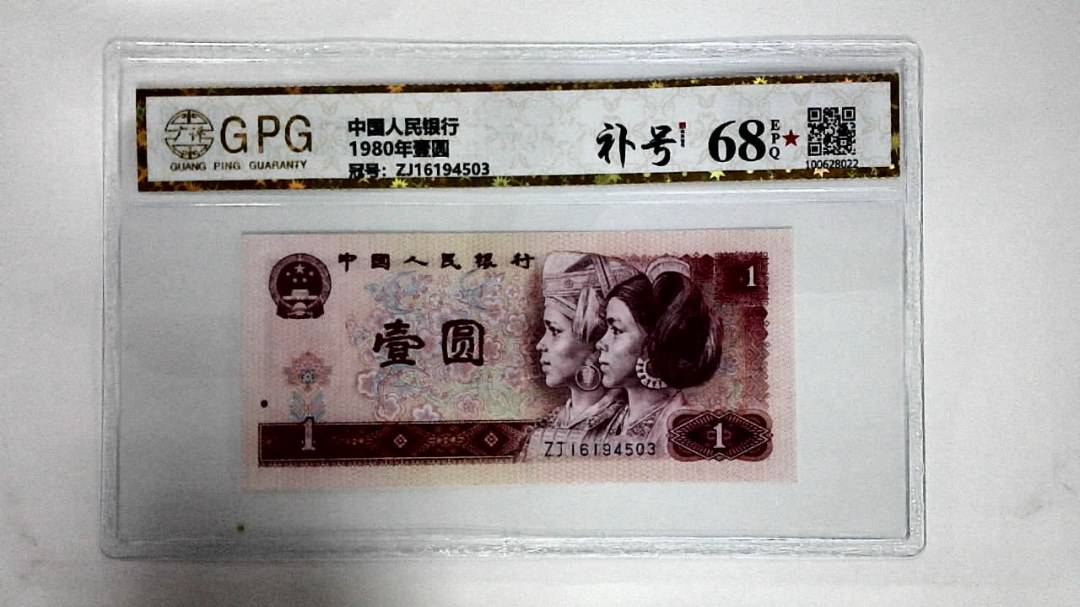 GPG
GUANG PING GUARANTY
中国人民银行
1980年壹圆
冠号: ZJ16194503
补号
68
EPQ
100628022
中国人民银行
1
壹圆
1
ZJ16194503
1